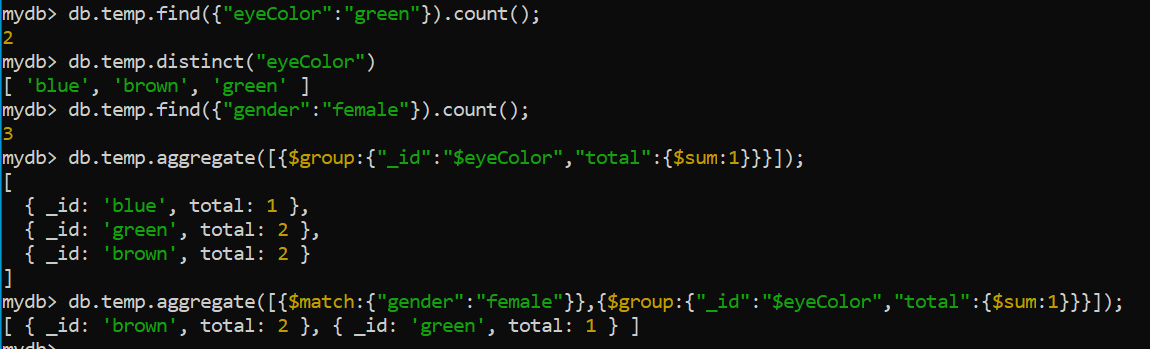 mydb> db.temp.find({"eyeColor":"green"}).count();
2
mydb> db.temp.distinct("eyeColor")
[ 'blue', 'brown', 'green' ]
mydb> db.temp.find({"gender":"female"}).count();
3
mydb> db.temp.aggregate([{$group:{"_id":"$eyeColor","total":{$sum:1}}}]);
[
  { _id: 'blue', total: 1 },
  { _id: 'green', total: 2 },
  { _id: 'brown', total: 2 }
]
mydb> db.temp.aggregate([{$match:{"gender":"female"}},{$group:{"_id":"$eyeColor","total":{$sum:1}}}]);
[ { _id: 'brown', total: 2 }, { _id: 'green', total: 1 } ]
mydb>